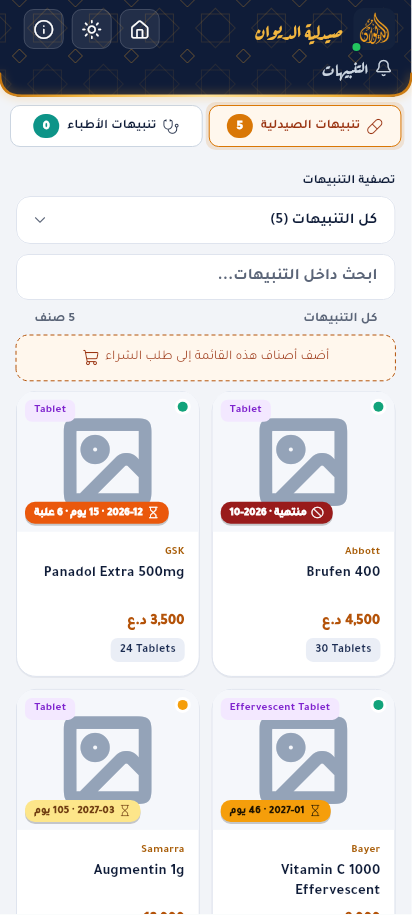 صيدلية الديوان
التنبيهات
تنبيهات الصيدلية 5
تنبيهات الأطباء 0
تصفية التنبيهات
كل التنبيهات (5)
ابحث داخل التنبيهات...
كل التنبيهات
5 صنف
أضف أصناف هذه القائمة إلى طلب الشراء
Tablet
منتهية · 2026-10
Abbott
Brufen 400
4,500 د.ع
30 Tablets
Tablet
2026-12 · 15 يوم · 6 علبة
GSK
Panadol Extra 500mg
3,500 د.ع
24 Tablets
Effervescent Tablet
2027-01 · 46 يوم
Bayer
Vitamin C 1000
Effervescent
Tablet
2027-03 · 105 يوم
Samarra
Augmentin 1g